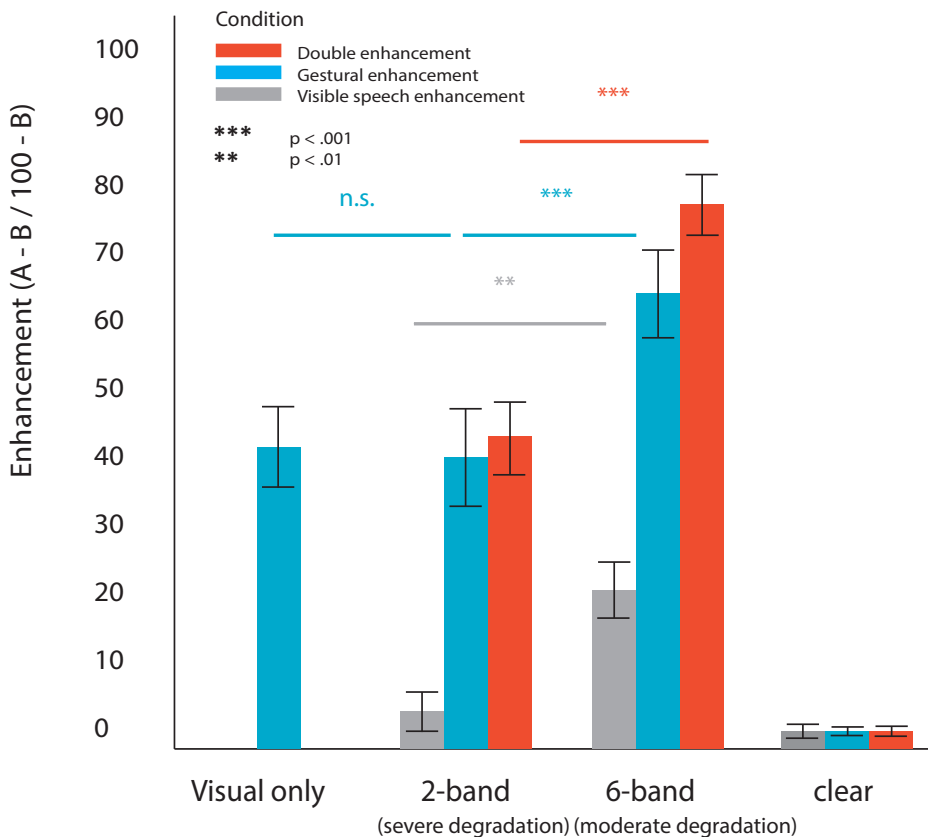 Condition
Double enhancement
Gestural enhancement
Visible speech enhancement
*** p < .001
** p < .01
Enhancement (A - B / 100 - B)
100
90
80
70
60
50
40
30
20
10
0
***
n.s.
***
**
Visual only
2-band
6-band
clear
(severe degradation)
(moderate degradation)